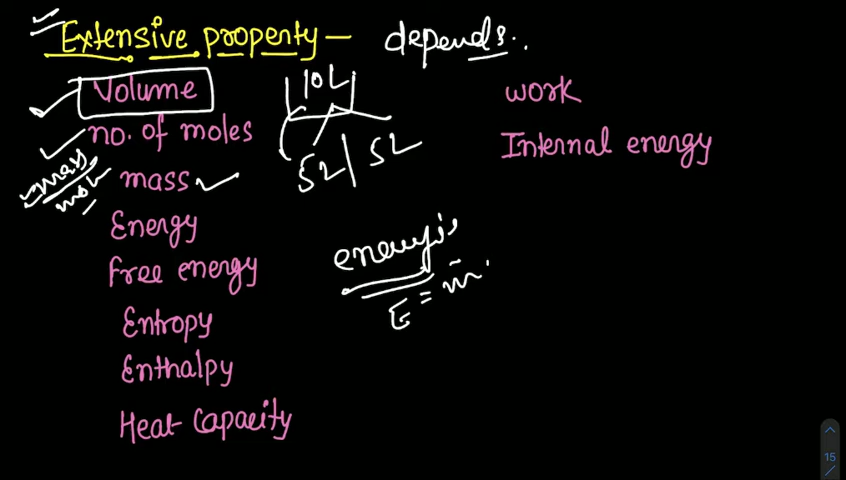 Extensive property — depends..
Volume
10L
work
no. of moles
5L | 5L
Internal energy
mass
mol
mass
Energy
Free energy
E = m
Entropy
Enthalpy
Heat Capacity
15